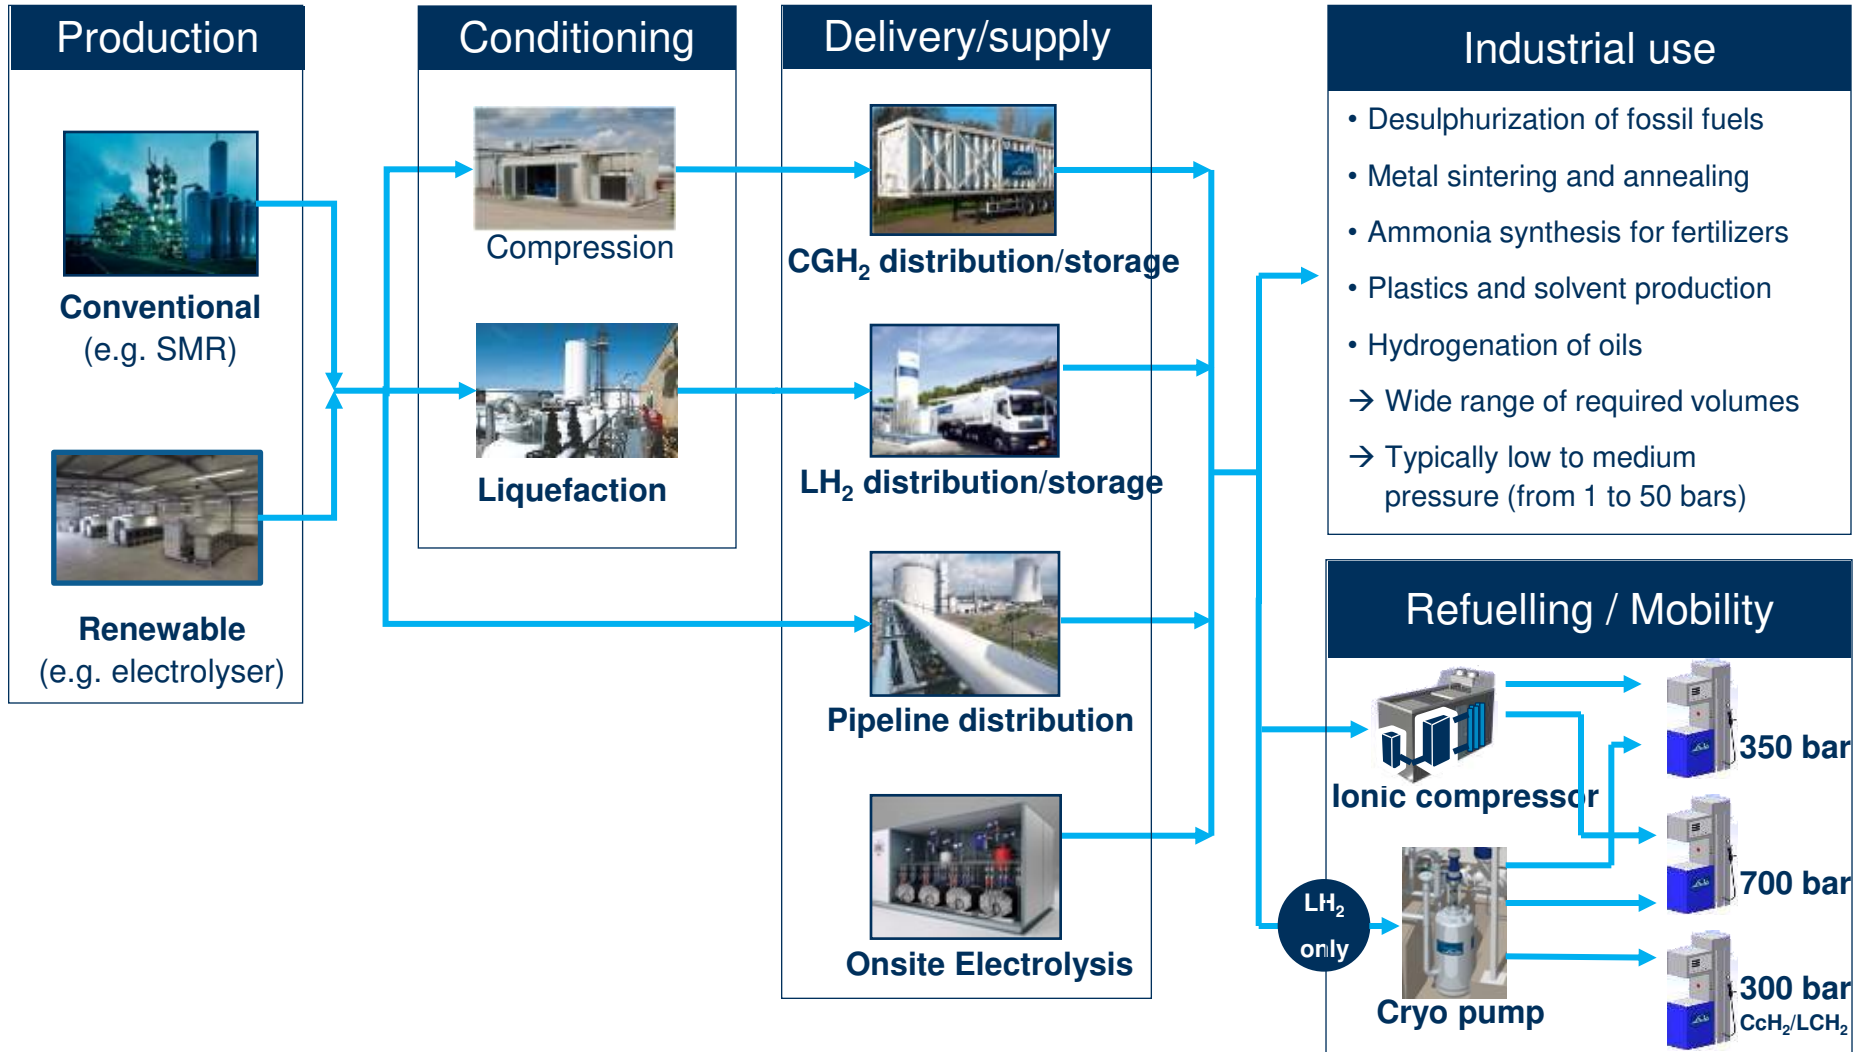 Production
Conventional
(e.g. SMR)
Renewable
(e.g. electrolyser)
Conditioning
Compression
Liquefaction
Delivery/supply
CGH₂ distribution/storage
LH₂ distribution/storage
Pipeline distribution
Onsite Electrolysis
Industrial use
• Desulphurization of fossil fuels
• Metal sintering and annealing
• Ammonia synthesis for fertilizers
• Plastics and solvent production
• Hydrogenation of oils
→ Wide range of required volumes
→ Typically low to medium
pressure (from 1 to 50 bars)
Refuelling / Mobility
350 bar
Ionic compressor
700 bar
LH₂
only
Cryo pump
300 bar
CcH₂/LCH₂